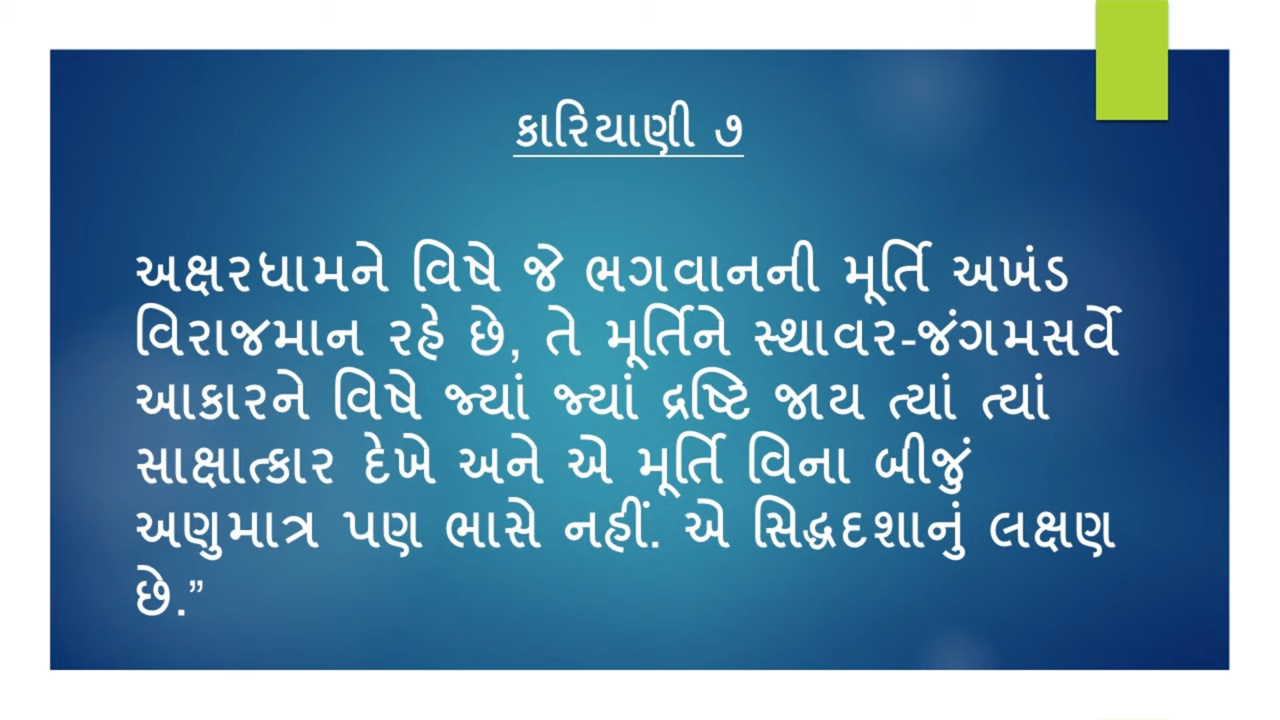 કારિયાણી ૭
અક્ષરધામને વિષે જે ભગવાનની મૂર્તિ અખંડ
વિરાજમાન રહે છે, તે મૂર્તિને સ્થાવર-જંગમસર્વે
આકારને વિષે જ્યાં જ્યાં દ્રષ્ટિ જાય ત્યાં ત્યાં
સાક્ષાત્કાર દેખે અને એ મૂર્તિ વિના બીજું
અણુમાત્ર પણ ભાસે નહીં. એ સિદ્ધદશાનું લક્ષણ
છે.”